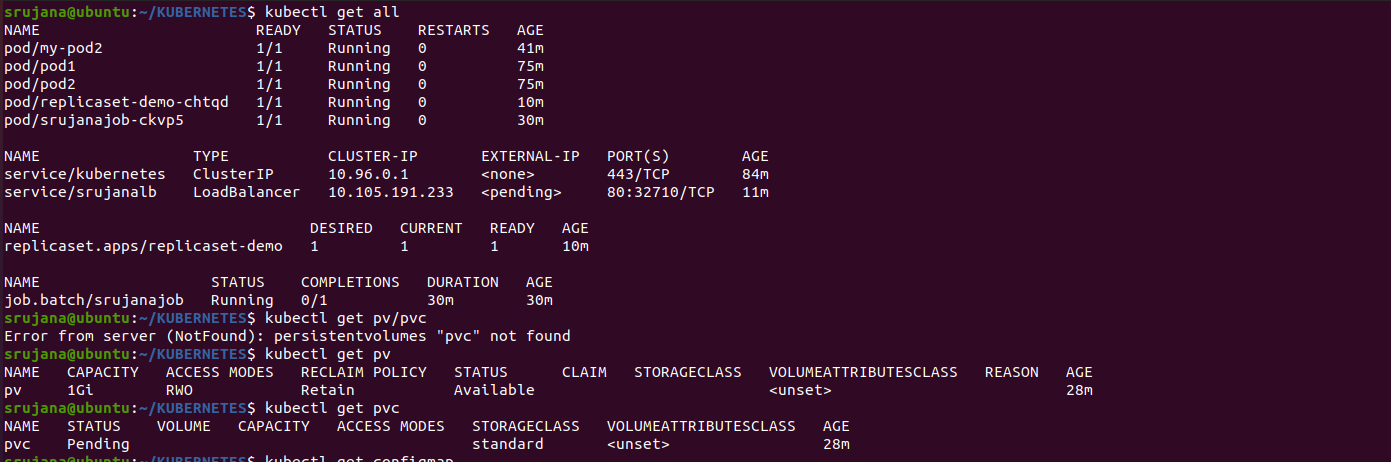 srujana@ubuntu:~/KUBERNETES$ kubectl get all
NAME                        READY   STATUS    RESTARTS   AGE
pod/my-pod2                 1/1     Running   0          41m
pod/pod1                    1/1     Running   0          75m
pod/pod2                    1/1     Running   0          75m
pod/replicaset-demo-chtqd   1/1     Running   0          10m
pod/srujanajob-ckvp5        1/1     Running   0          30m
NAME                 TYPE           CLUSTER-IP       EXTERNAL-IP   PORT(S)        AGE
service/kubernetes   ClusterIP      10.96.0.1        <none>        443/TCP        84m
service/srujanalb    LoadBalancer   10.105.191.233   <pending>     80:32710/TCP   11m
NAME                              DESIRED   CURRENT   READY   AGE
replicaset.apps/replicaset-demo   1         1         1       10m
NAME                   STATUS    COMPLETIONS   DURATION   AGE
job.batch/srujanajob   Running   0/1           30m        30m
srujana@ubuntu:~/KUBERNETES$ kubectl get pv/pvc
Error from server (NotFound): persistentvolumes "pvc" not found
srujana@ubuntu:~/KUBERNETES$ kubectl get pv
NAME   CAPACITY   ACCESS MODES   RECLAIM POLICY   STATUS      CLAIM   STORAGECLASS   VOLUMEATTRIBUTESCLASS   REASON   AGE
pv     1Gi        RWO            Retain           Available                          <unset>                          28m
srujana@ubuntu:~/KUBERNETES$ kubectl get pvc
NAME   STATUS    VOLUME   CAPACITY   ACCESS MODES   STORAGECLASS   VOLUMEATTRIBUTESCLASS   AGE
pvc    Pending                                      standard       <unset>                 28m
srujana@ubuntu:~/KUBERNETES$ kubectl get configmap